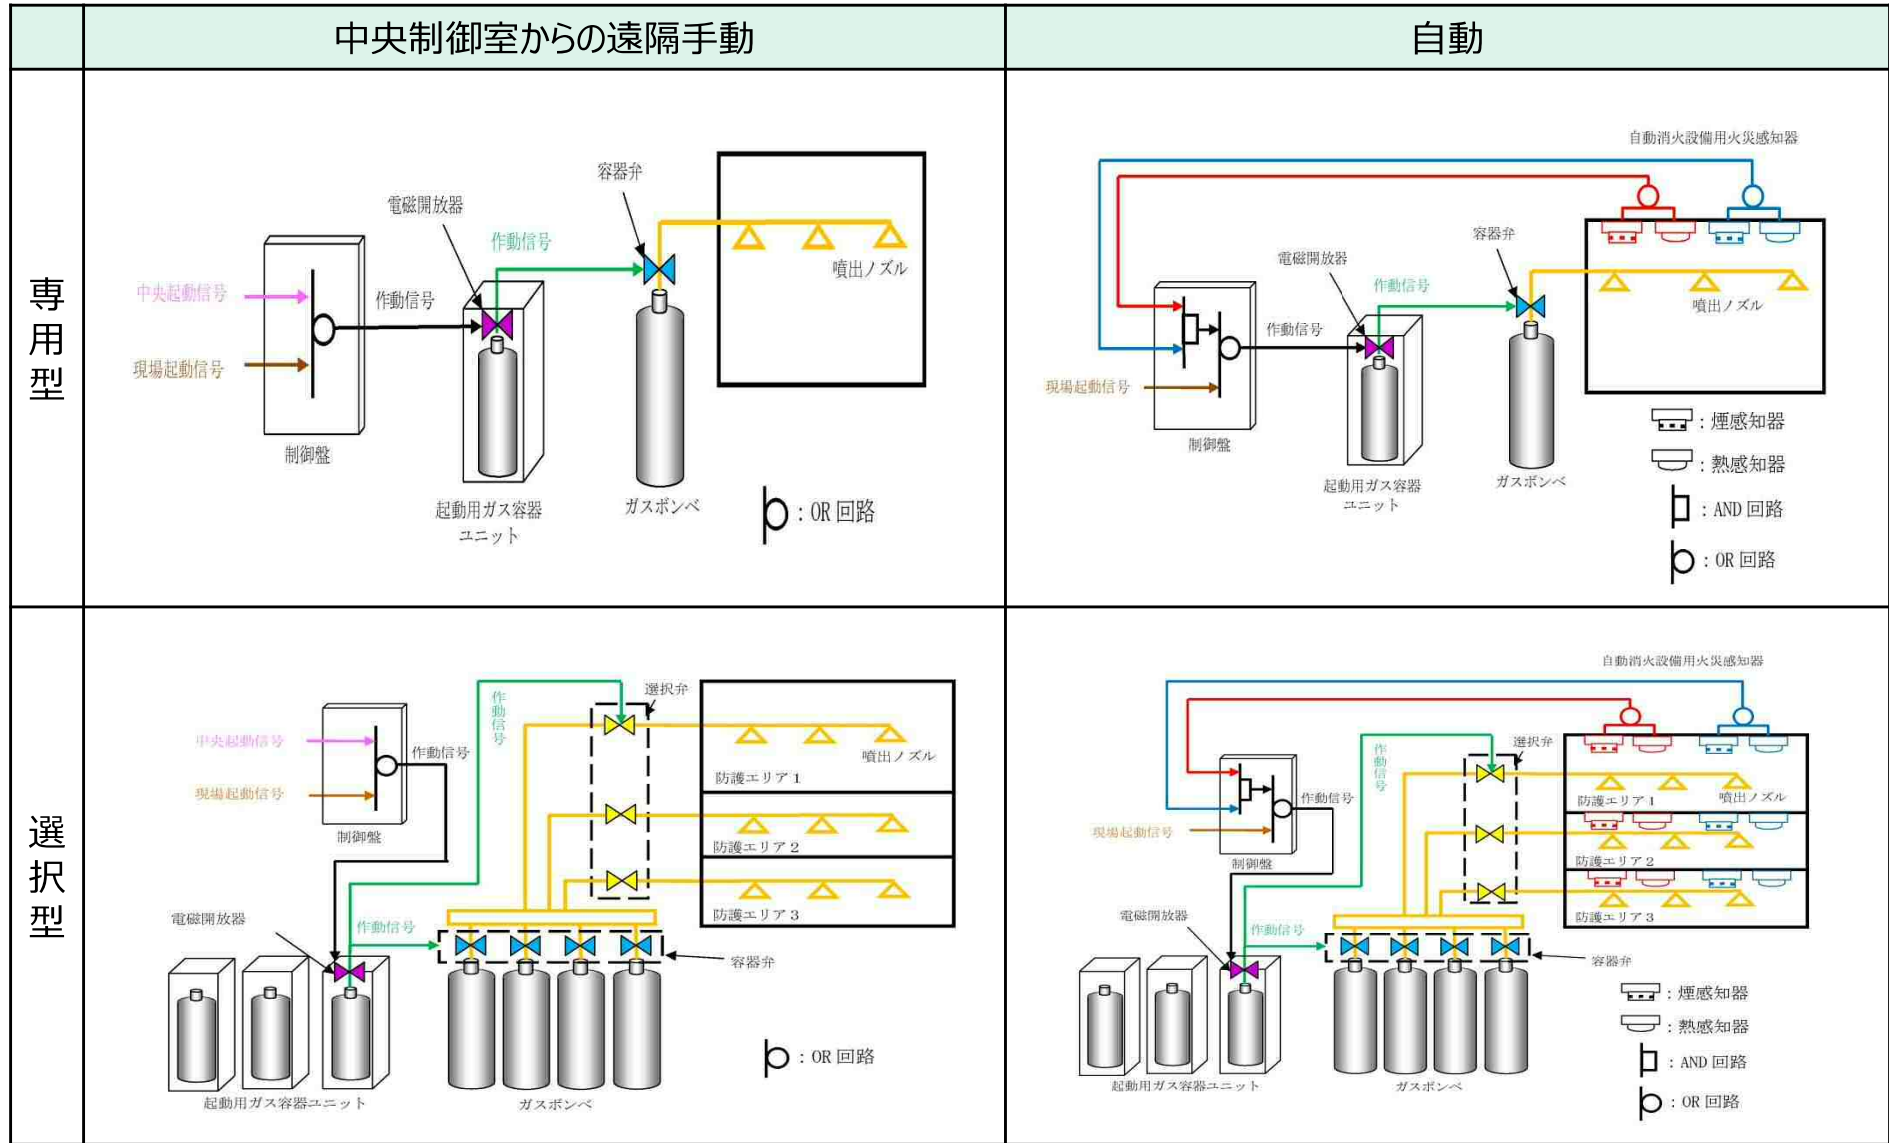 中央制御室からの遠隔手動
自動
専用型
容器弁
電磁開放器
作動信号
噴出ノズル
中央起動信号
作動信号
現場起動信号
制御盤
起動用ガス容器
ユニット
ガスボンベ
：OR 回路
自動消火設備用火災感知器
容器弁
電磁開放器
作動信号
噴出ノズル
作動信号
現場起動信号
制御盤
起動用ガス容器
ユニット
ガスボンベ
：煙感知器
：熱感知器
：AND 回路
：OR 回路
選択型
選択弁
作動信号
中央起動信号
作動信号
噴出ノズル
防護エリア1
現場起動信号
制御盤
防護エリア2
防護エリア3
電磁開放器
作動信号
容器弁
起動用ガス容器ユニット
ガスボンベ
：OR 回路
自動消火設備用火災感知器
選択弁
作動信号
作動信号
防護エリア1
噴出ノズル
現場起動信号
制御盤
防護エリア2
防護エリア3
電磁開放器
作動信号
容器弁
起動用ガス容器ユニット
ガスボンベ
：煙感知器
：熱感知器
：AND 回路
：OR 回路